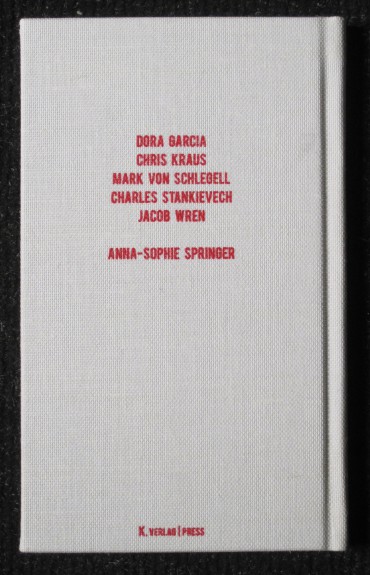 DORA GARCIA
CHRIS KRAUS
MARK VON SCHLEGELL
CHARLES STANKIEVECH
JACOB WREN
ANNA-SOPHIE SPRINGER
K. VERLAG | PRESS